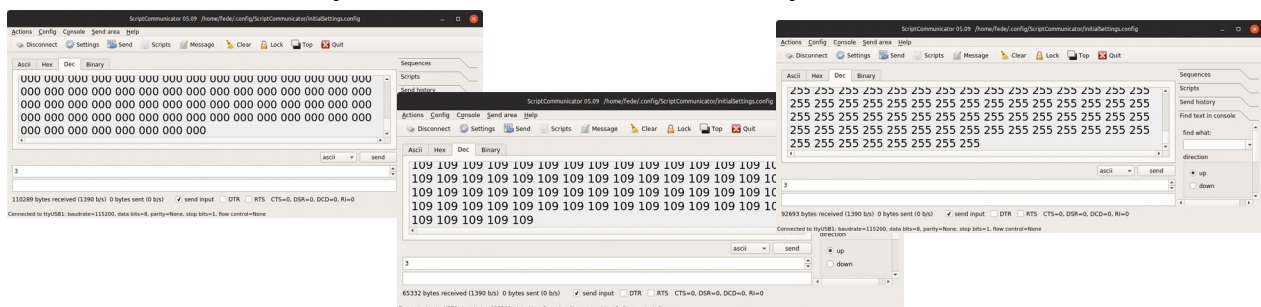 ScriptCommunicator 05.09 /home/fede/.config/ScriptCommunicator/initialSettings.config
Actions Config Console Send area Help
Disconnect Settings Send Scripts Message Clear Lock Top Quit
Ascii Hex Dec Binary
000 000 000 000 000 000 000 000 000 000 000 000 000 000
000 000 000 000 000 000 000 000 000 000 000 000 000 000
000 000 000 000 000 000 000 000 000 000 000 000 000 000
000 000 000 000 000 000 000 000 000 000 000 000 000 000
000 000 000 000 000 000 000 000
Sequences
Scripts
Send history
ascii send
3
110289 bytes received (1390 b/s) 0 bytes sent (0 b/s) send input DTR RTS CTS=0, DSR=0, DCD=0, RI=0
Connected to ttyUSB1: baudrate=115200, data bits=8, parity=None, stop bits=1, flow control=None
ScriptCommunicator 05.09 /home/fede/.config/ScriptCommunicator/initialSettings.config
Actions Config Console Send area Help
Disconnect Settings Send Scripts Message Clear Lock Top Quit
Ascii Hex Dec Binary
109 109 109 109 109 109 109 109 109 109 109 109 109 109 10
109 109 109 109 109 109 109 109 109 109 109 109 109 109 10
109 109 109 109 109 109 109 109 109 109 109 109 109 109 10
109 109 109 109 109 109 109 109 109 109 109 109 109 109 10
109 109 109 109 109
direction
ascii send
up
down
3
65332 bytes received (1390 b/s) 0 bytes sent (0 b/s) send input DTR RTS CTS=0, DSR=0, DCD=0, RI=0
ScriptCommunicator 05.09 /home/fede/.config/ScriptCommunicator/initialSettings.config
Actions Config Console Send area Help
Disconnect Settings Send Scripts Message Clear Lock Top Quit
Ascii Hex Dec Binary
255 255 255 255 255 255 255 255 255 255 255 255 255 255
255 255 255 255 255 255 255 255 255 255 255 255 255 255
255 255 255 255 255 255 255 255 255 255 255 255 255 255
255 255 255 255 255 255 255 255 255 255 255 255 255 255
255 255 255 255 255 255 255
Sequences
Scripts
Send history
Find text in console
find what:
direction
up
down
ascii send
3
92693 bytes received (1390 b/s) 0 bytes sent (0 b/s) send input DTR RTS CTS=0, DSR=0, DCD=0, RI=0
Connected to ttyUSB1: baudrate=115200, data bits=8, parity=None, stop bits=1, flow control=None